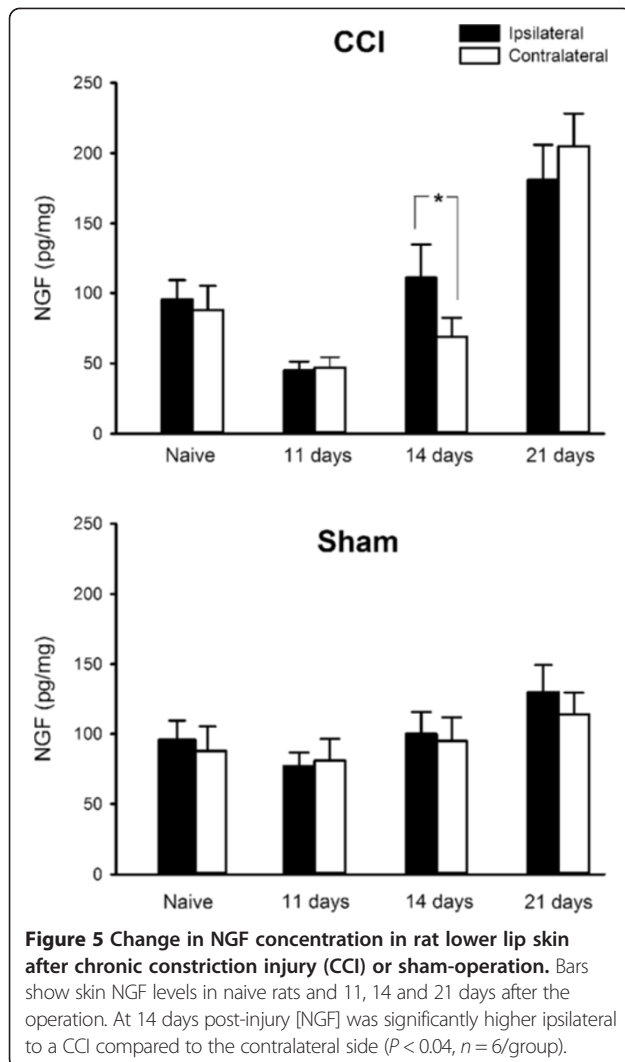 CCI
Ipsilateral
Contralateral
250
200
150
100
50
0
NGF (pg/mg)
*
Naive
11 days
14 days
21 days
Sham
250
200
150
100
50
0
NGF (pg/mg)
Naive
11 days
14 days
21 days
Figure 5 Change in NGF concentration in rat lower lip skin
after chronic constriction injury (CCI) or sham-operation. Bars
show skin NGF levels in naive rats and 11, 14 and 21 days after the
operation. At 14 days post-injury [NGF] was significantly higher ipsilateral
to a CCI compared to the contralateral side (P < 0.04, n = 6/group).